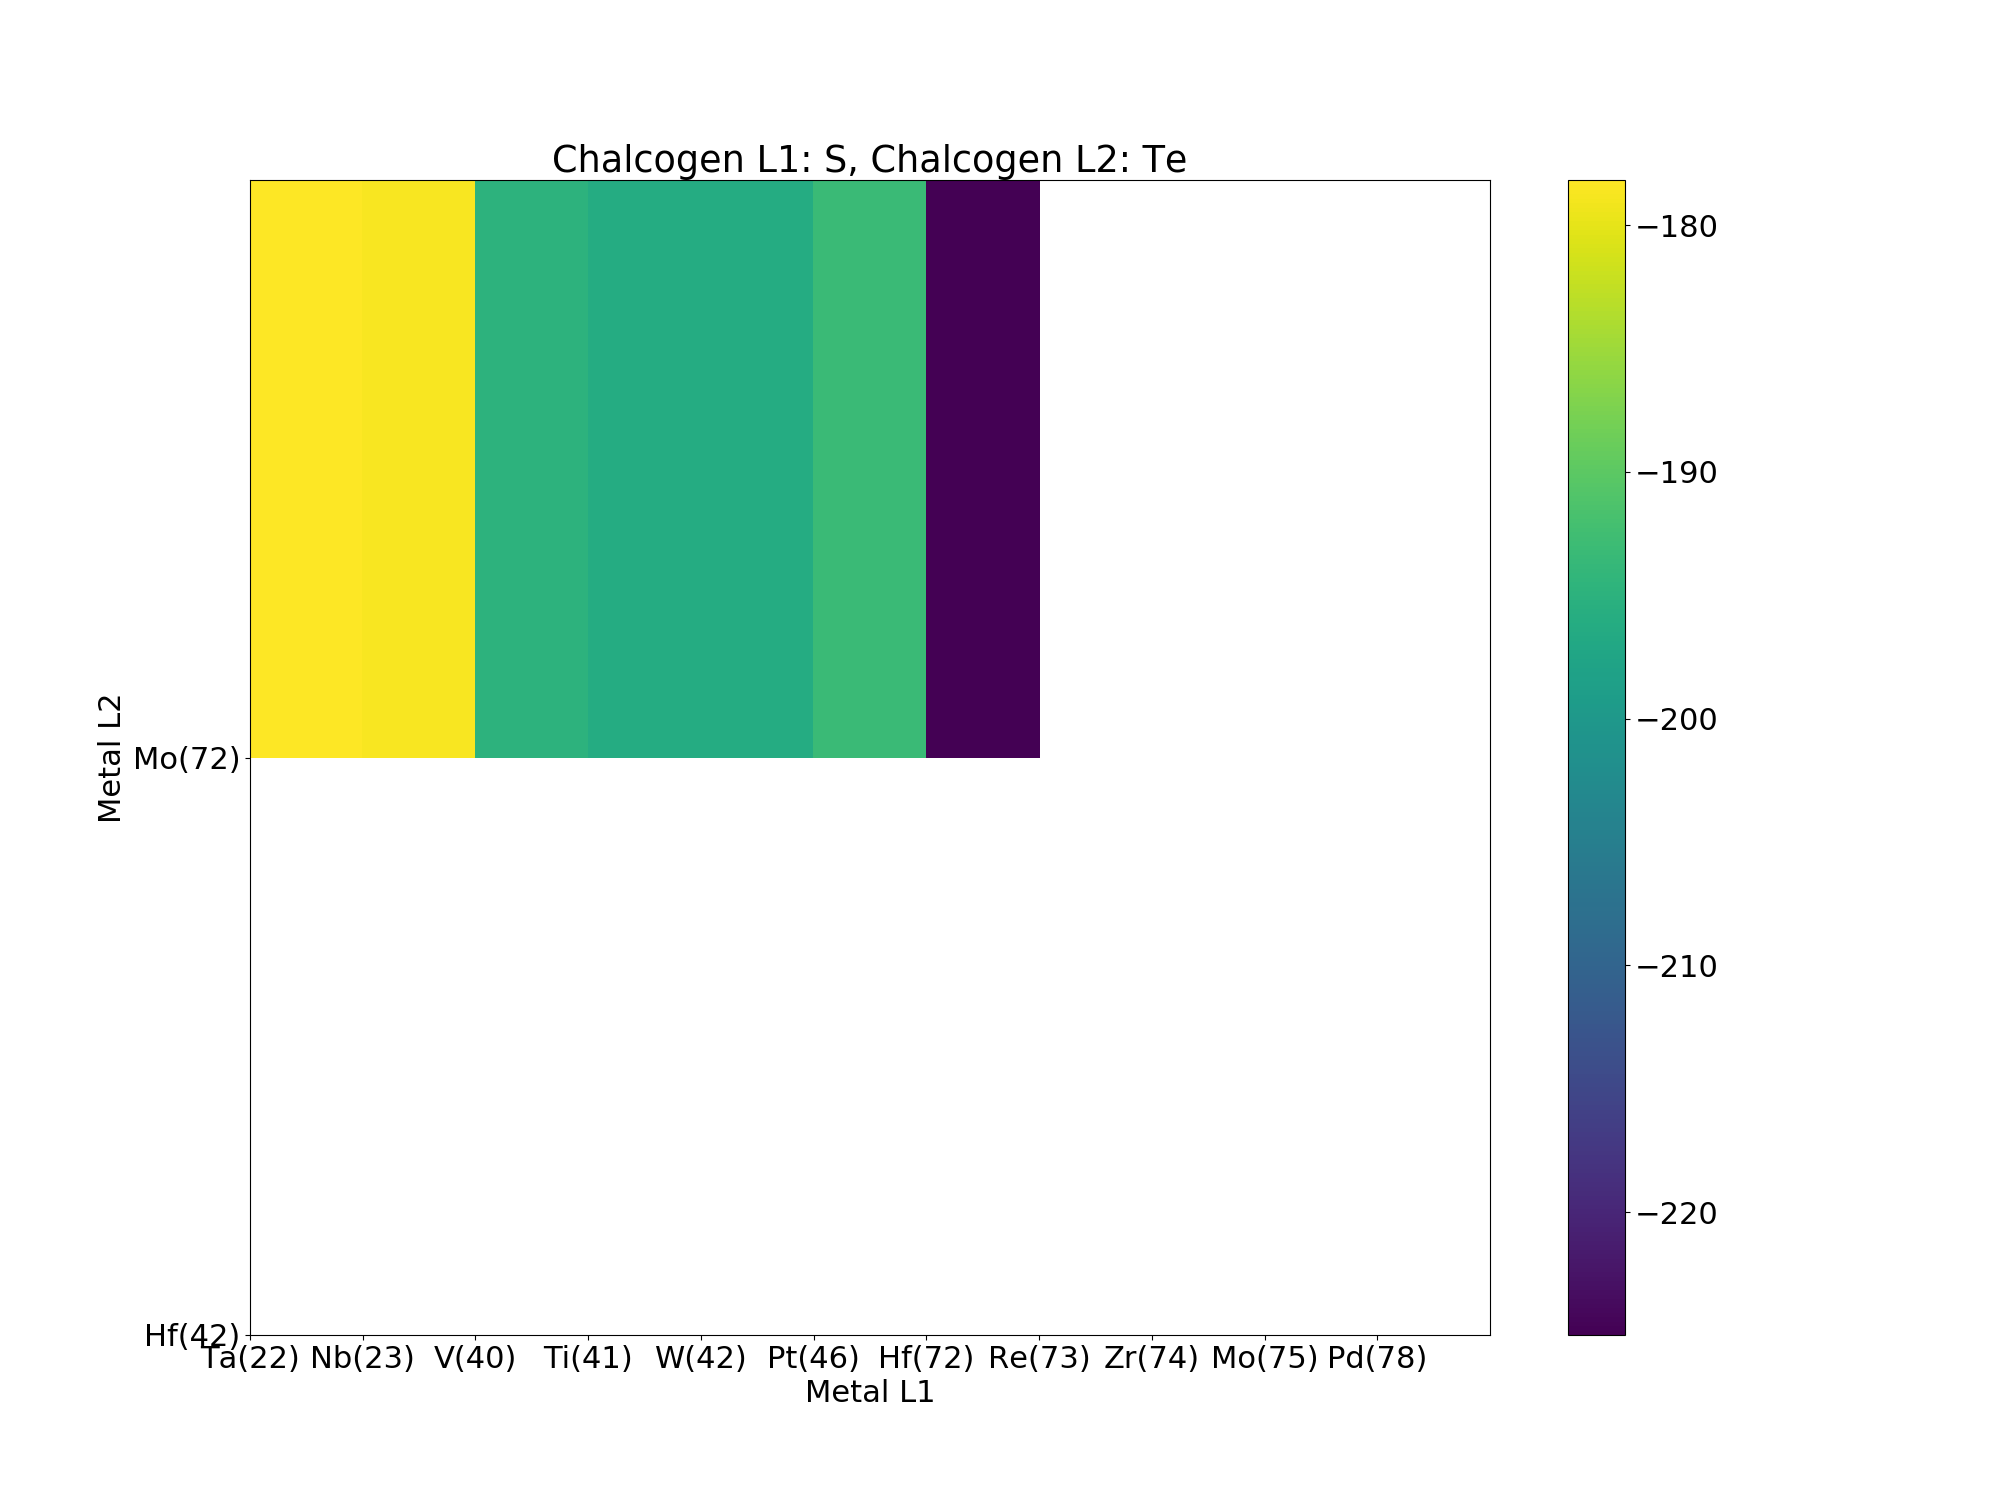 Chalcogen L1: S, Chalcogen L2: Te
−180
−190
−200
−210
−220
Metal L2
Mo(72)
Hf(42)
Ta(22) Nb(23) V(40) Ti(41) W(42) Pt(46) Hf(72) Re(73) Zr(74) Mo(75) Pd(78)
Metal L1